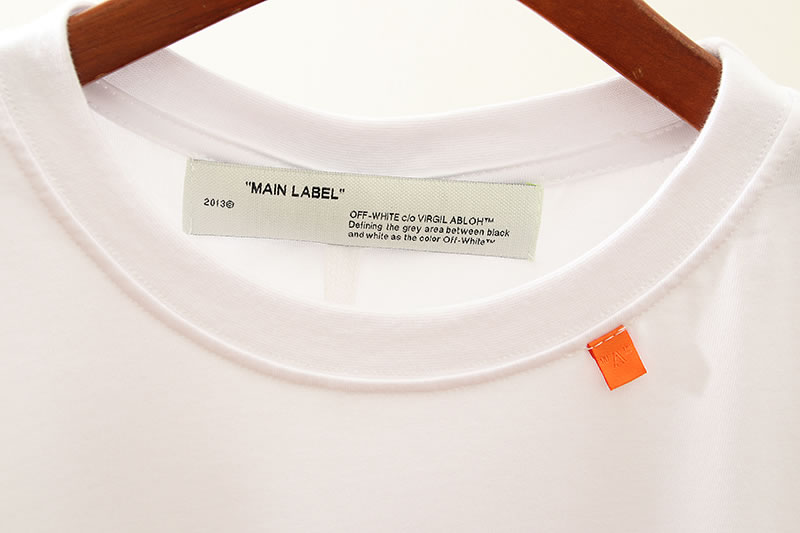 "MAIN LABEL"
2013©
OFF-WHITE c/o VIRGIL ABLOH™
Defining the grey area between black
and white as the color Off-White™
"A"